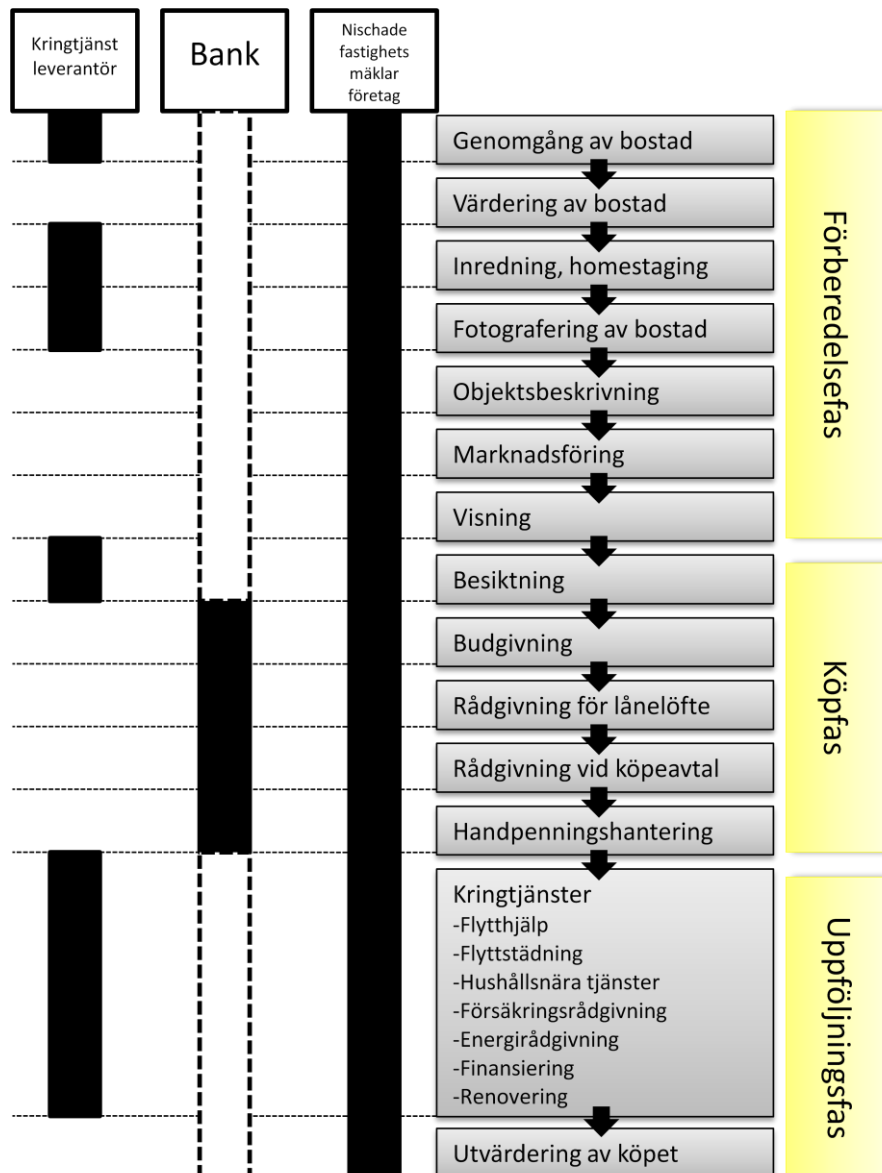 Kringtjänst
leverantör
Bank
Nischade
fastighets
mäklar
företag
Genomgång av bostad
Värdering av bostad
Inredning, homestaging
Fotografering av bostad
Objektsbeskrivning
Marknadsföring
Visning
Förberedelsefas
Besiktning
Budgivning
Rådgivning för lånelöfte
Rådgivning vid köpeavtal
Handpenningshantering
Köpfas
Kringtjänster
-Flytthjälp
-Flyttstädning
-Hushållsnära tjänster
-Försäkringsrådgivning
-Energirådgivning
-Finansiering
-Renovering
Utvärdering av köpet
Uppföljningsfas